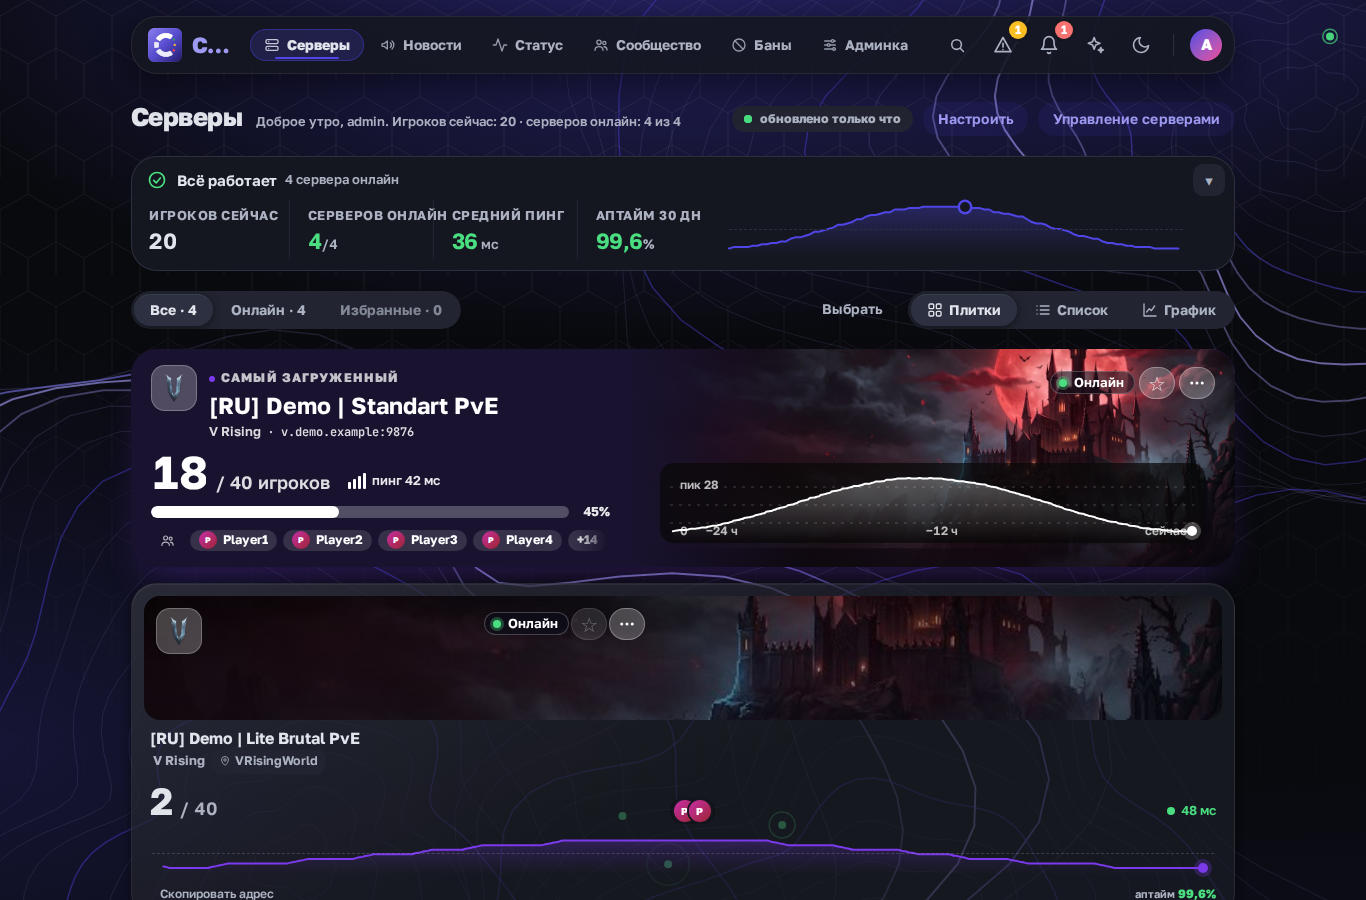 С...
Серверы
Новости
Статус
Сообщество
Баны
Админка
1
1
A
Серверы
Доброе утро, admin. Игроков сейчас: 20 · серверов онлайн: 4 из 4
обновлено только что
Настроить
Управление серверами
Всё работает 4 сервера онлайн
ИГРОКОВ СЕЙЧАС
20
СЕРВЕРОВ ОНЛАЙН
4/4
СРЕДНИЙ ПИНГ
36 мс
АПТАЙМ 30 ДН
99,6%
Все · 4
Онлайн · 4
Избранные · 0
Выбрать
Плитки
Список
График
САМЫЙ ЗАГРУЖЕННЫЙ
[RU] Demo | Standart PvE
V Rising · v.demo.example:9876
Онлайн
18 / 40 игроков
пинг 42 мс
45%
P Player1
P Player2
P Player3
P Player4
+14
пик 28
0
−24 ч
−12 ч
сейчас
Онлайн
[RU] Demo | Lite Brutal PvE
V Rising
VRisingWorld
2 / 40
P P
48 мс
Скопировать адрес
аптайм 99,6%